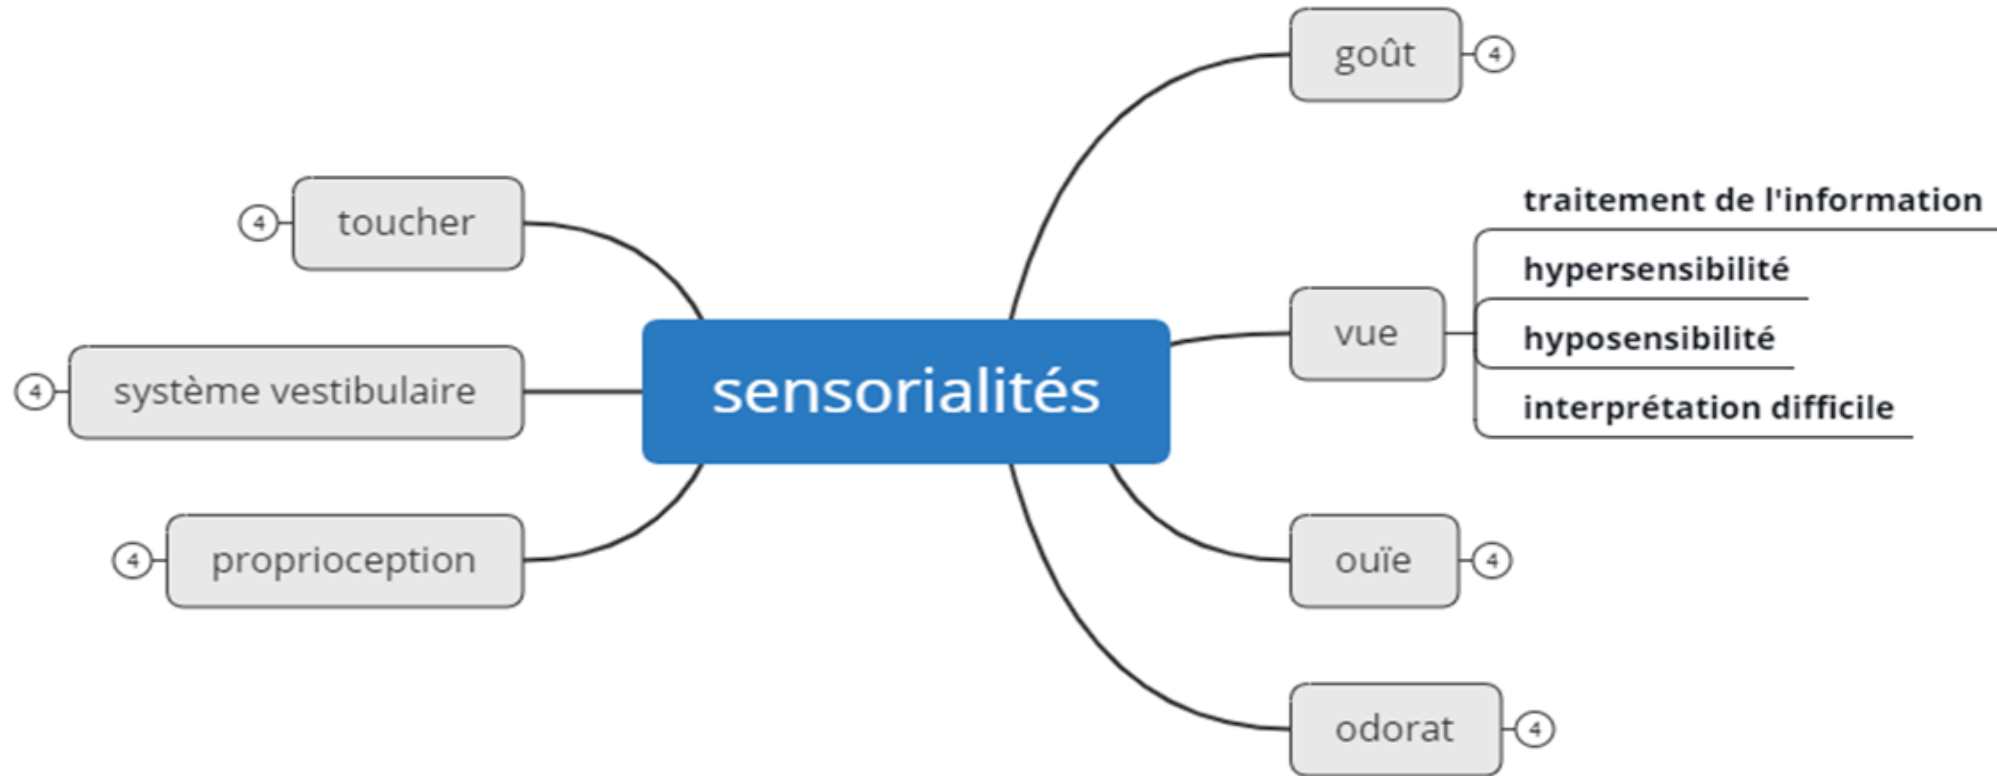 goût
4
traitement de l'information
hypersensibilité
vue
hyposensibilité
interprétation difficile
ouïe
4
odorat
4
sensorialités
toucher
4
système vestibulaire
4
proprioception
4